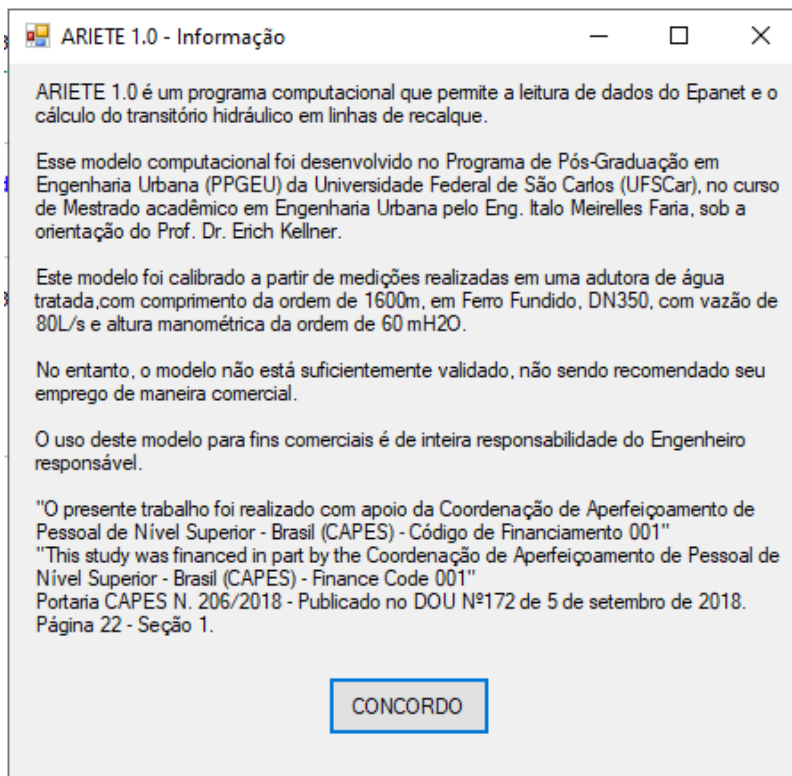 ARIETE 1.0 - Informação
ARIETE 1.0 é um programa computacional que permite a leitura de dados do Epanet e o
cálculo do transitório hidráulico em linhas de recalque.
Esse modelo computacional foi desenvolvido no Programa de Pós-Graduação em
Engenharia Urbana (PPGEU) da Universidade Federal de São Carlos (UFSCar), no curso
de Mestrado acadêmico em Engenharia Urbana pelo Eng. Italo Meirelles Faria, sob a
orientação do Prof. Dr. Erich Kellner.
Este modelo foi calibrado a partir de medições realizadas em uma adutora de água
tratada,com comprimento da ordem de 1600m, em Ferro Fundido, DN350, com vazão de
80L/s e altura manométrica da ordem de 60 mH2O.
No entanto, o modelo não está suficientemente validado, não sendo recomendado seu
emprego de maneira comercial.
O uso deste modelo para fins comerciais é de inteira responsabilidade do Engenheiro
responsável.
"O presente trabalho foi realizado com apoio da Coordenação de Aperfeiçoamento de
Pessoal de Nível Superior - Brasil (CAPES) - Código de Financiamento 001"
"This study was financed in part by the Coordenação de Aperfeiçoamento de Pessoal de
Nível Superior - Brasil (CAPES) - Finance Code 001"
Portaria CAPES N. 206/2018 - Publicado no DOU Nº172 de 5 de setembro de 2018.
Página 22 - Seção 1.
CONCORDO